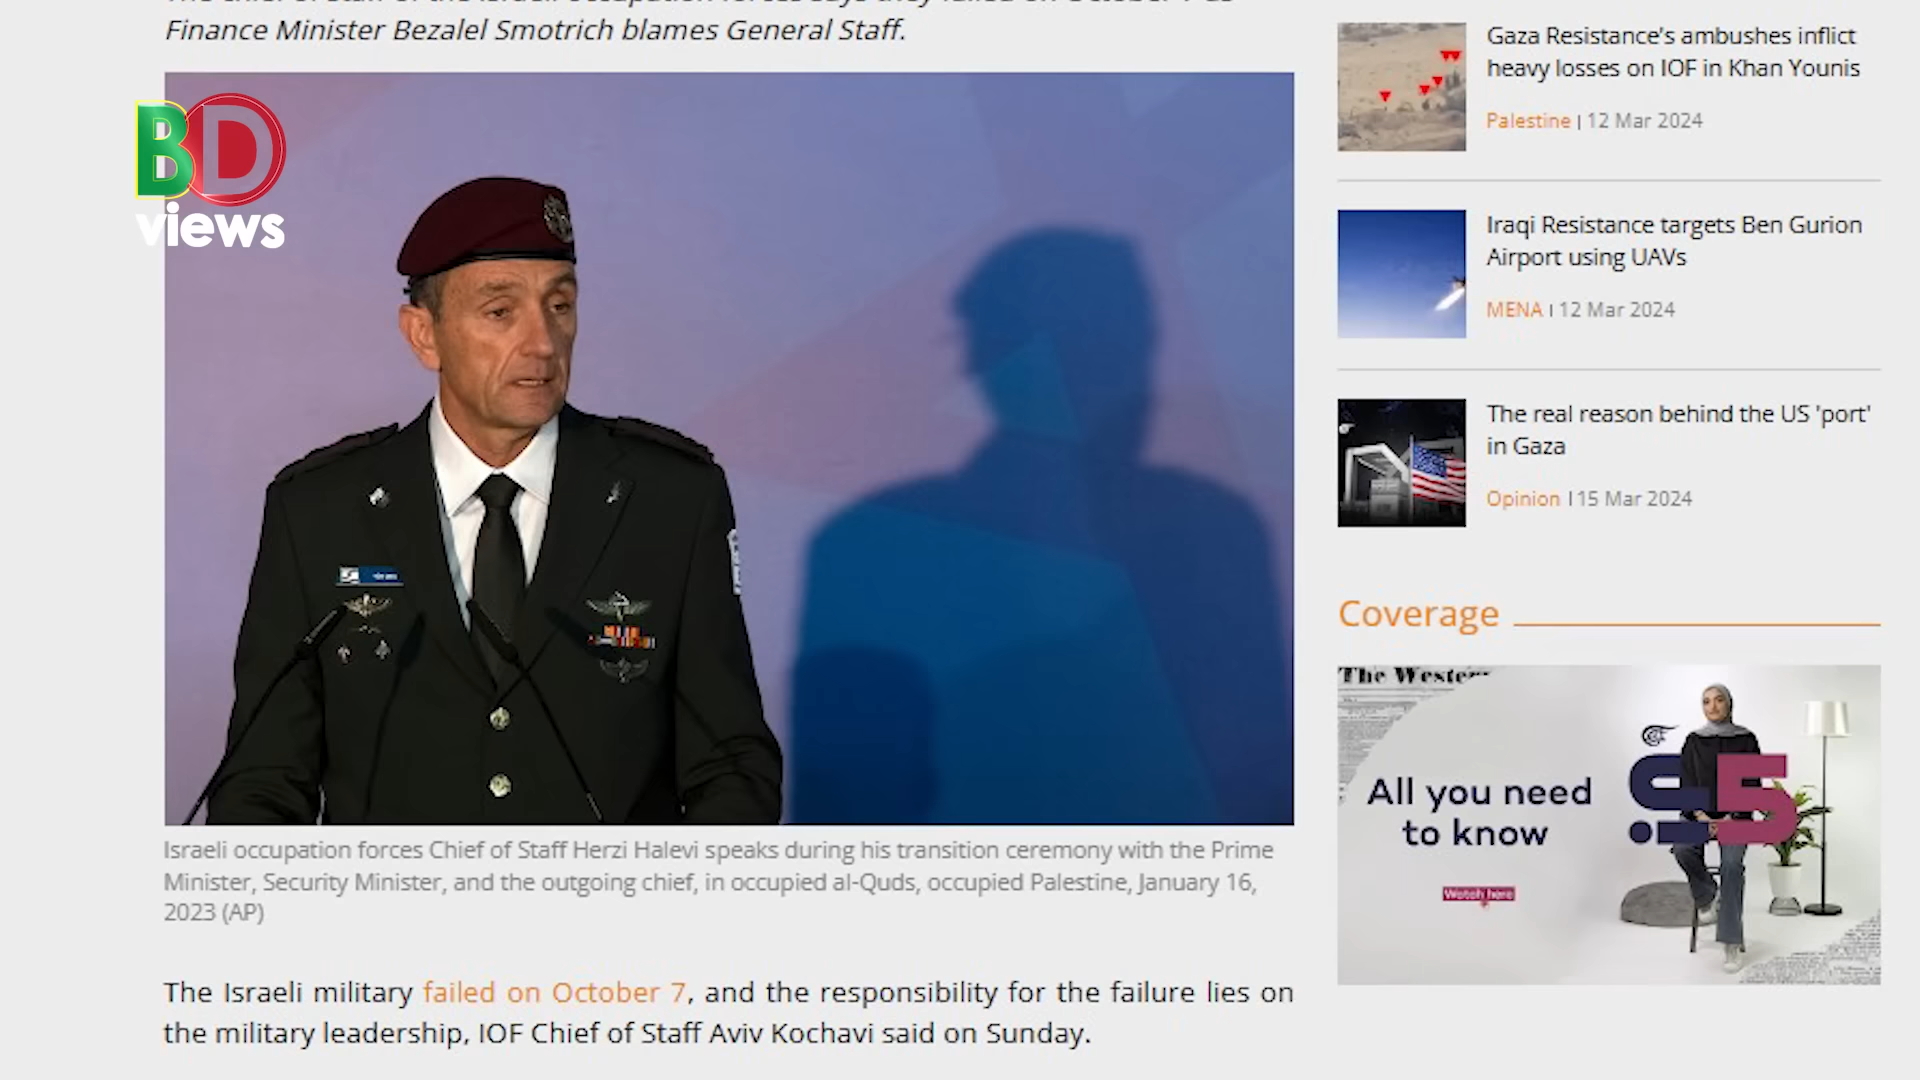 Finance Minister Bezalel Smotrich blames General Staff.
BD
views
Israeli occupation forces Chief of Staff Herzi Halevi speaks during his transition ceremony with the Prime
Minister, Security Minister, and the outgoing chief, in occupied al-Quds, occupied Palestine, January 16,
2023 (AP)
The Israeli military failed on October 7, and the responsibility for the failure lies on
the military leadership, IOF Chief of Staff Aviv Kochavi said on Sunday.
Gaza Resistance's ambushes inflict
heavy losses on IOF in Khan Younis
Palestine | 12 Mar 2024
Iraqi Resistance targets Ben Gurion
Airport using UAVs
MENA | 12 Mar 2024
The real reason behind the US 'port'
in Gaza
Opinion | 15 Mar 2024
Coverage
The Western
All you need
to know
Watch here